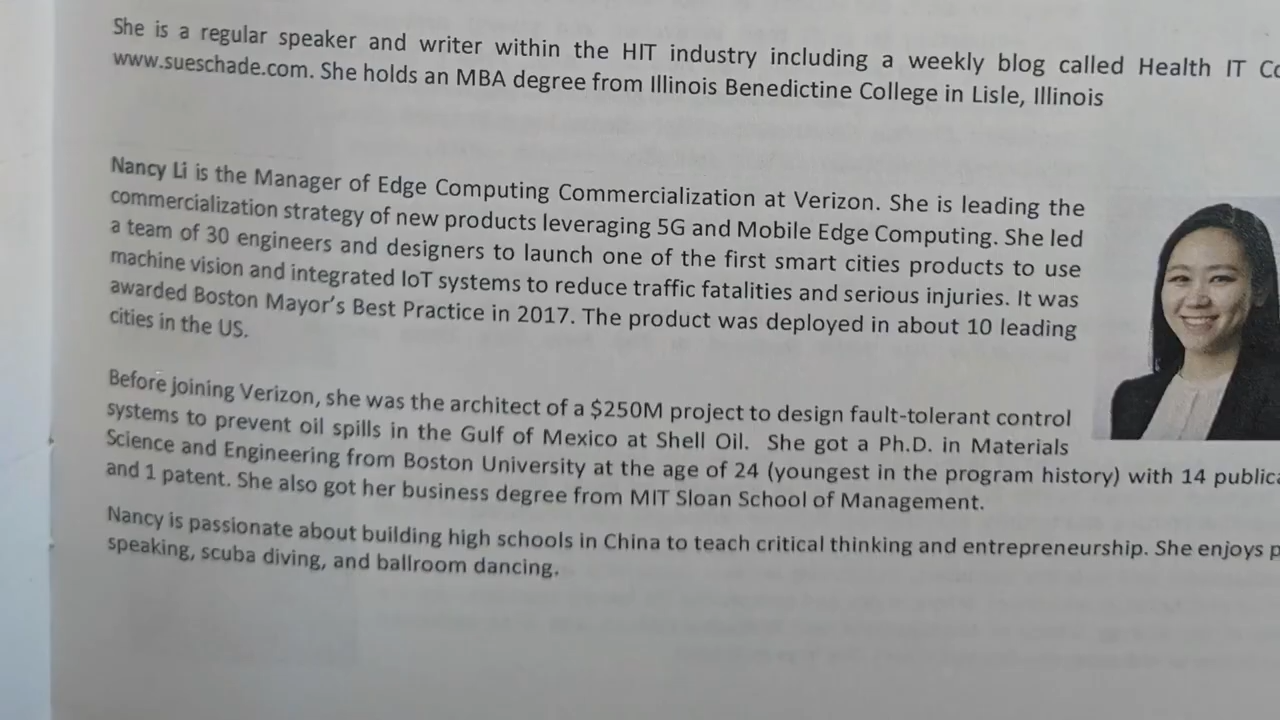 She is a regular speaker and writer within the HIT industry including a weekly blog called Health IT
www.sueschade.com. She holds an MBA degree from Illinois Benedictine College in Lisle, Illinois
Nancy Li is the Manager of Edge Computing Commercialization at Verizon. She is leading the
commercialization strategy of new products leveraging 5G and Mobile Edge Computing. She led
a team of 30 engineers and designers to launch one of the first smart cities products to use
machine vision and integrated IoT systems to reduce traffic fatalities and serious injuries. It was
awarded Boston Mayor's Best Practice in 2017. The product was deployed in about 10 leading
cities in the US.
Before joining Verizon, she was the architect of a $250M project to design fault-tolerant control
systems to prevent oil spills in the Gulf of Mexico at Shell Oil. She got a Ph.D. in Materials
Science and Engineering from Boston University at the age of 24 (youngest in the program history) with 14
and 1 patent. She also got her business degree from MIT Sloan School of Management.
Nancy is passionate about building high schools in China to teach critical thinking and entrepreneurship. She enjoys
speaking, scuba diving, and ballroom dancing.